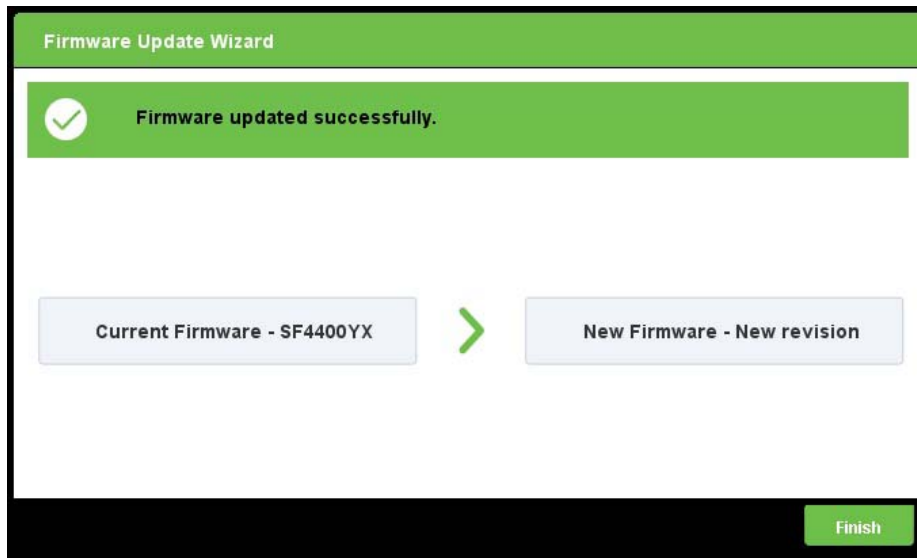 Firmware Update Wizard
Firmware updated successfully.
Current Firmware - SF4400YX
New Firmware - New revision
Finish